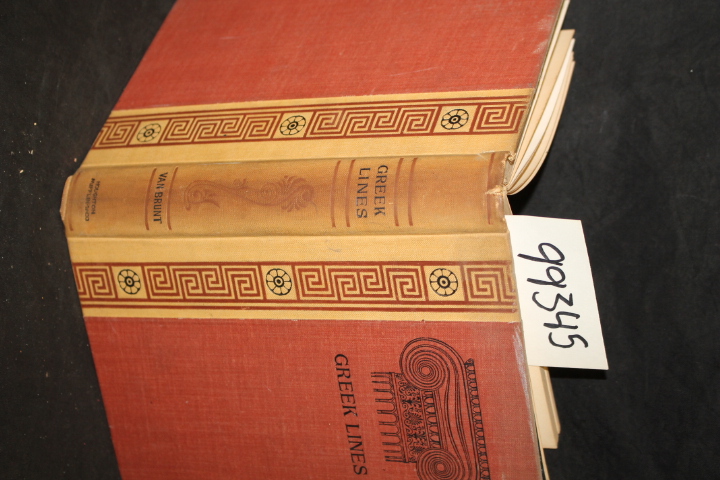 GREEK
LINES
VAN BRUNT
GREEK LINES
99345